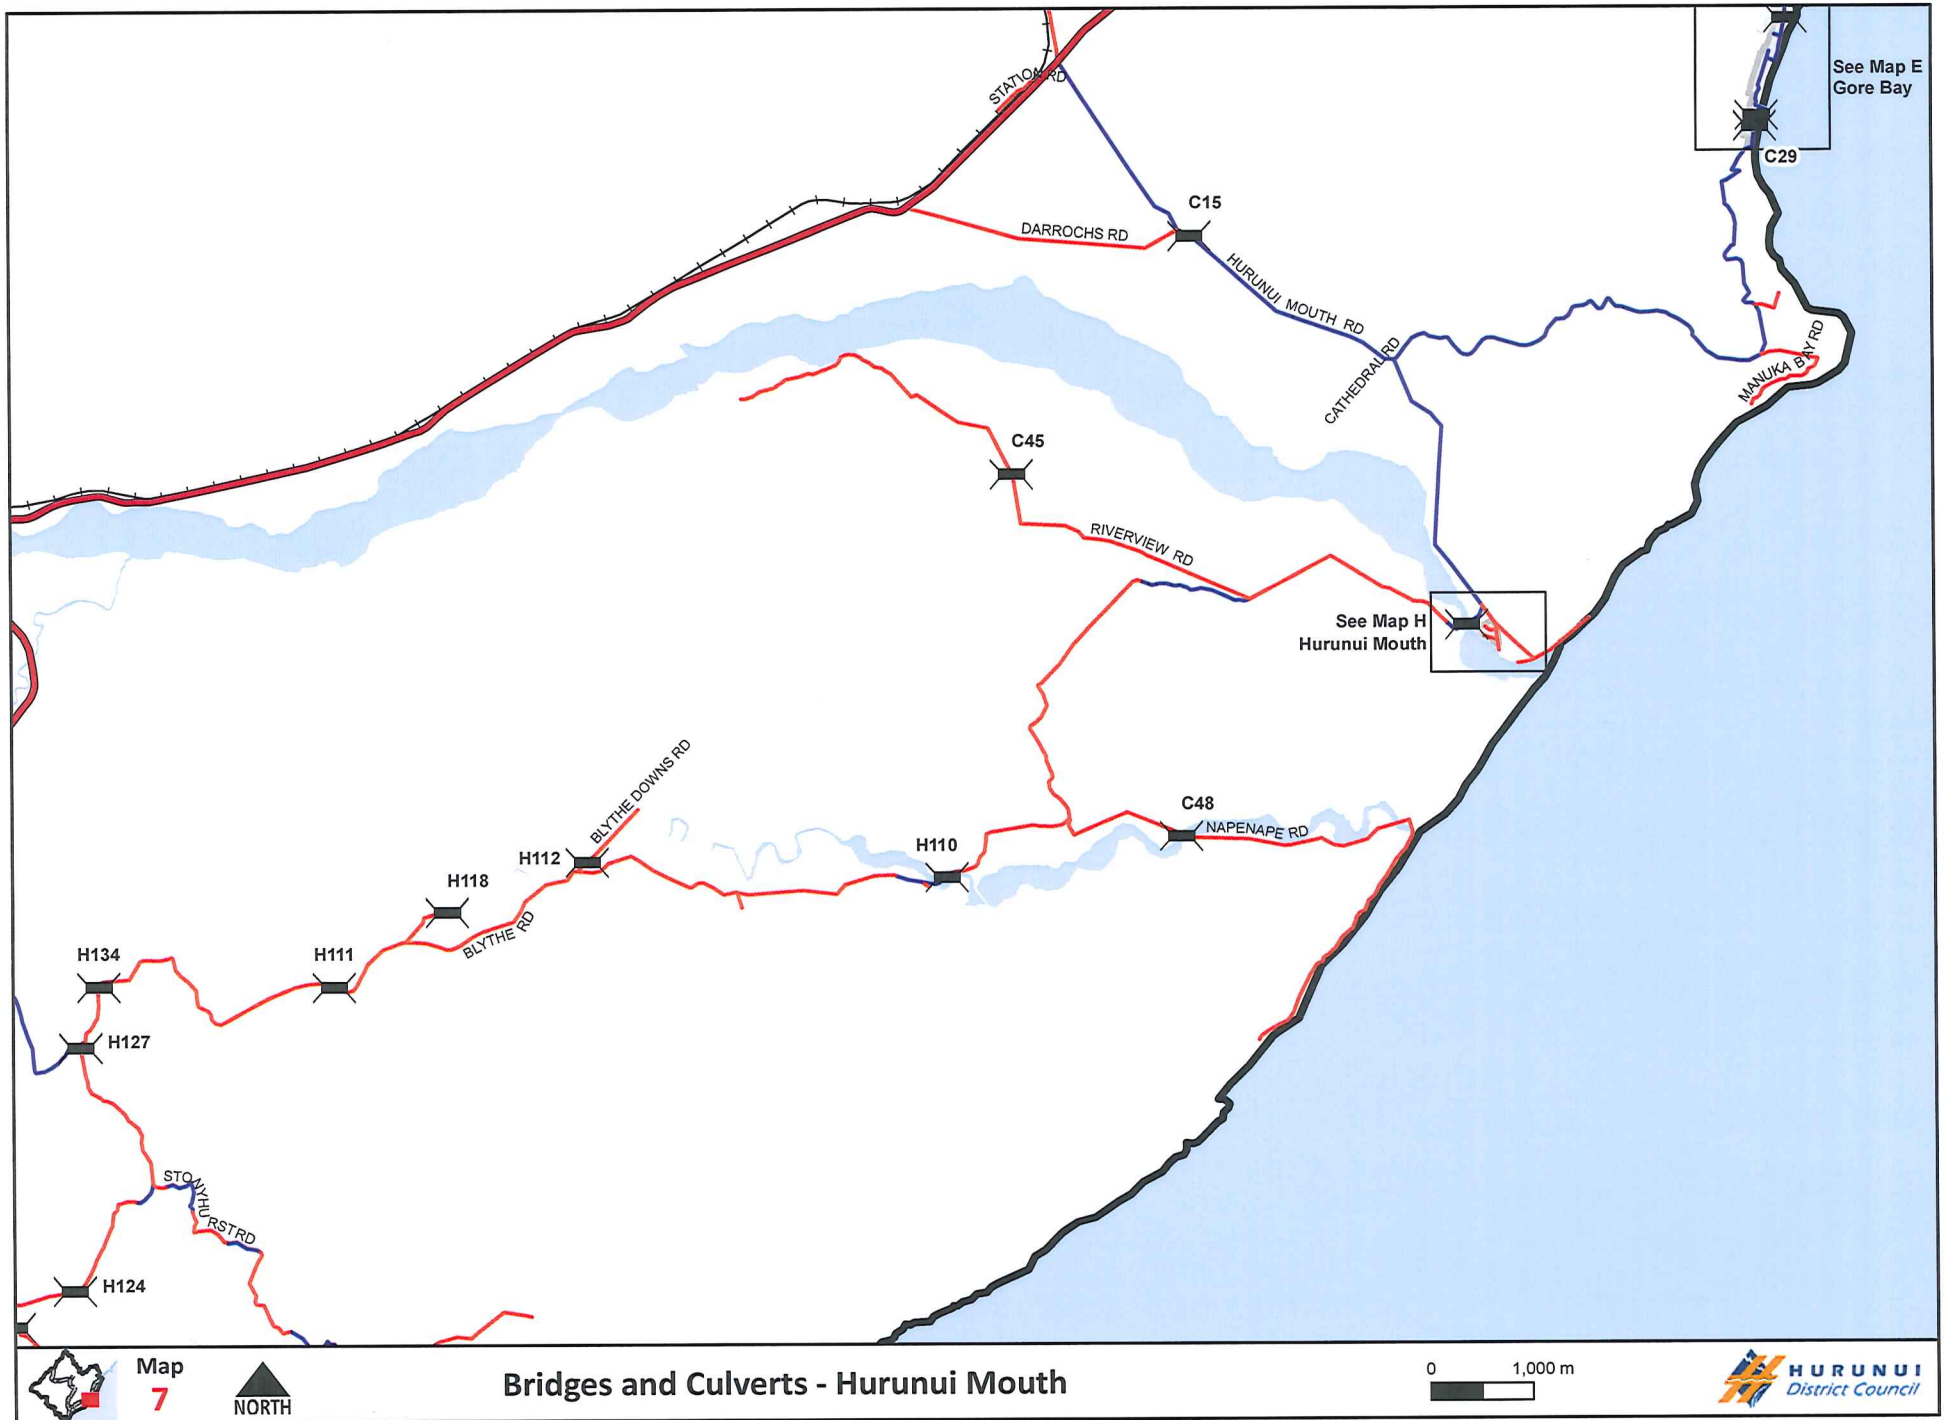 STATION RD
See Map E
Gore Bay
C29
C15
DARROCHS RD
HURUNUI MOUTH RD
CATHEDRAL RD
MANUKA BAY RD
C45
RIVERVIEW RD
See Map H
Hurunui Mouth
BLYTHE DOWNS RD
C48
NAPENAPE RD
H110
H112
H118
BLYTHE RD
H134
H111
H127
STONYHURST RD
H124
Map
7
NORTH
Bridges and Culverts - Hurunui Mouth
0 1,000 m
HURUNUI
District Council